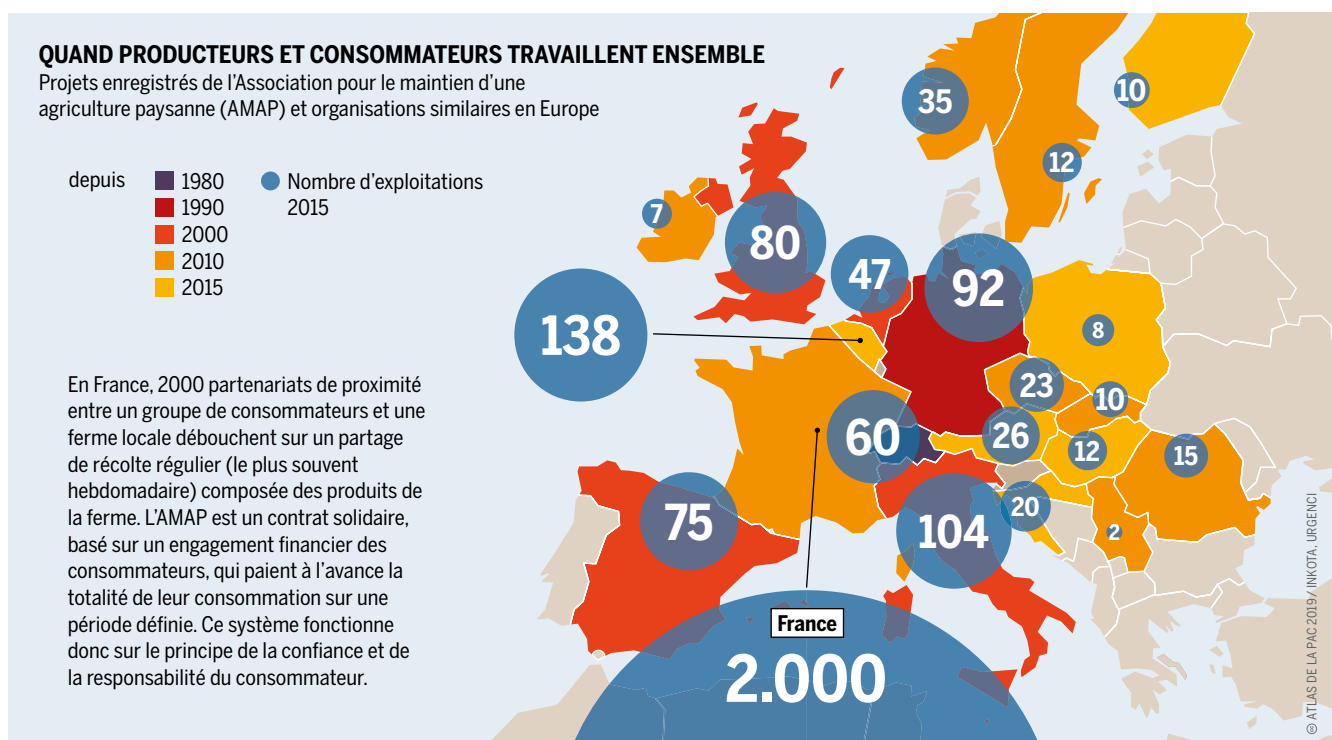 QUAND PRODUCTEURS ET CONSOMMATEURS TRAVAILLENT ENSEMBLE
Projets enregistrés de l'Association pour le maintien d'une
agriculture paysanne (AMAP) et organisations similaires en Europe
depuis
1980
1990
2000
2010
2015
Nombre d'exploitations
2015
35
10
12
7
80
47
92
138
8
23
10
60
26
12
15
75
104
20
2
France
2.000
En France, 2000 partenariats de proximité
entre un groupe de consommateurs et une
ferme locale débouchent sur un partage
de récolte régulier (le plus souvent
hebdomadaire) composée des produits de
la ferme. L'AMAP est un contrat solidaire,
basé sur un engagement financier des
consommateurs, qui paient à l'avance la
totalité de leur consommation sur une
période définie. Ce système fonctionne
donc sur le principe de la confiance et de
la responsabilité du consommateur.
ATLAS DE LA PAC 2019 / INKOTA, URGENCI